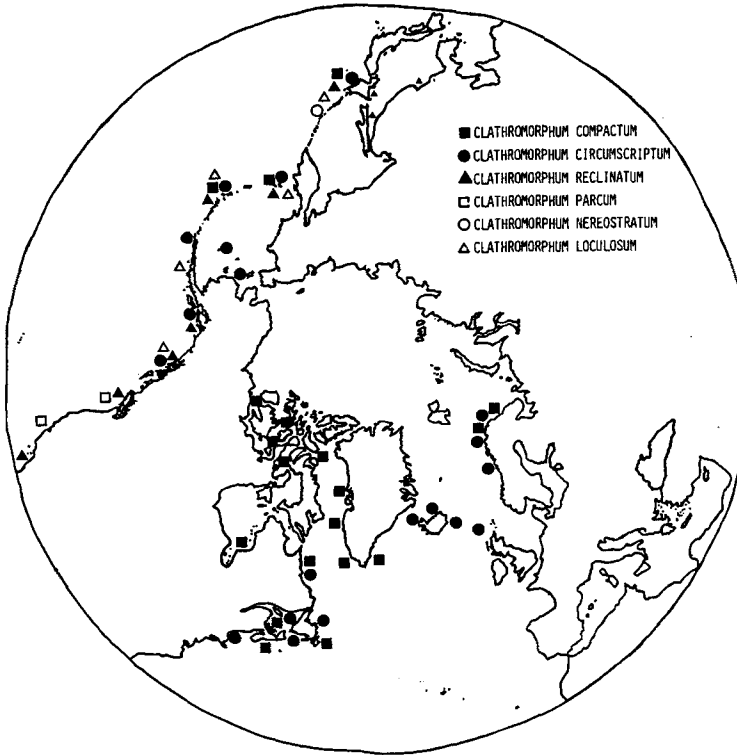 CLATHROMORPHUM COMPACTUM
CLATHROMORPHUM CIRCUMSCRIPTUM
CLATHROMORPHUM RECLINATUM
CLATHROMORPHUM PARCUM
CLATHROMORPHUM NEREOSTRATUM
CLATHROMORPHUM LOCULOSUM